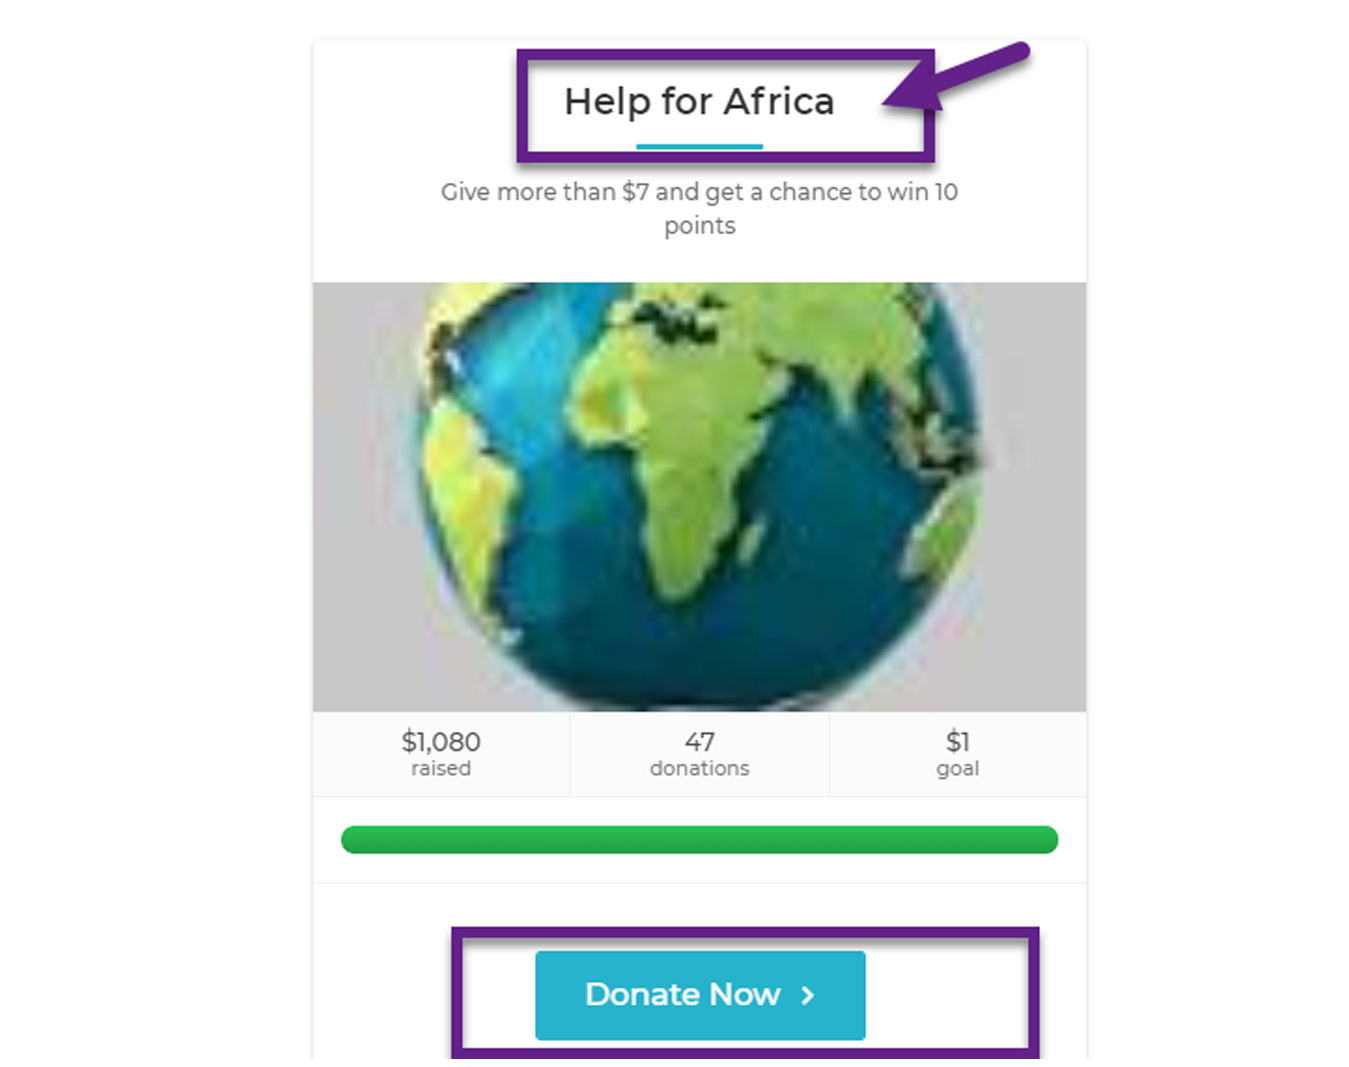 Help for Africa
Give more than $7 and get a chance to win 10
points
$1,080
raised
47
donations
$1
goal
Donate Now